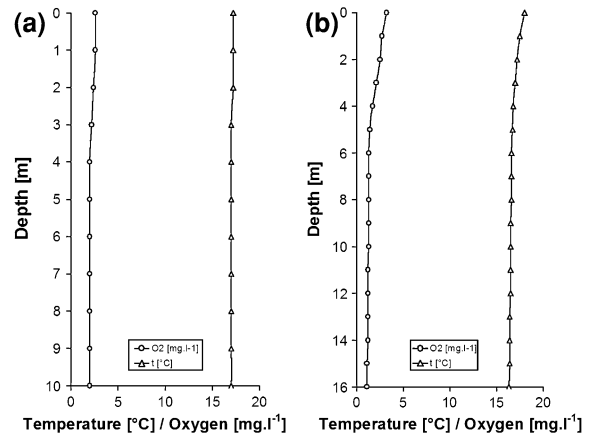 (a)
Depth [m]
0
1
2
3
4
5
6
7
8
9
10
O2 [mg.l-1]
t [°C]
0 5 10 15 20
Temperature [°C] / Oxygen [mg.l-1]
(b)
Depth [m]
0
2
4
6
8
10
12
14
16
O2 [mg.l-1]
t [°C]
0 5 10 15 20
Temperature [°C] / Oxygen [mg.l-1]